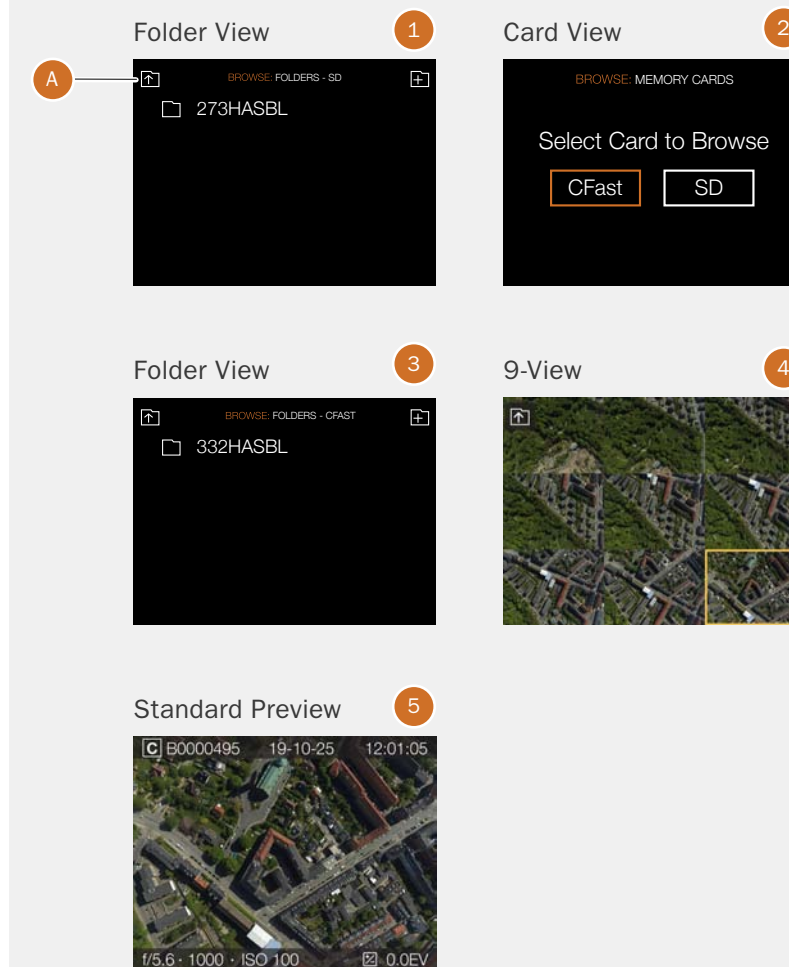 Folder View
1
A
BROWSE: FOLDERS - SD
273HASBL
Card View
2
BROWSE: MEMORY CARDS
Select Card to Browse
CFast
SD
Folder View
3
BROWSE: FOLDERS - CFAST
332HASBL
9-View
4
Standard Preview
5
C B0000495 19-10-25 12:01:05
f/5.6 · 1000 · ISO 100 0.0EV